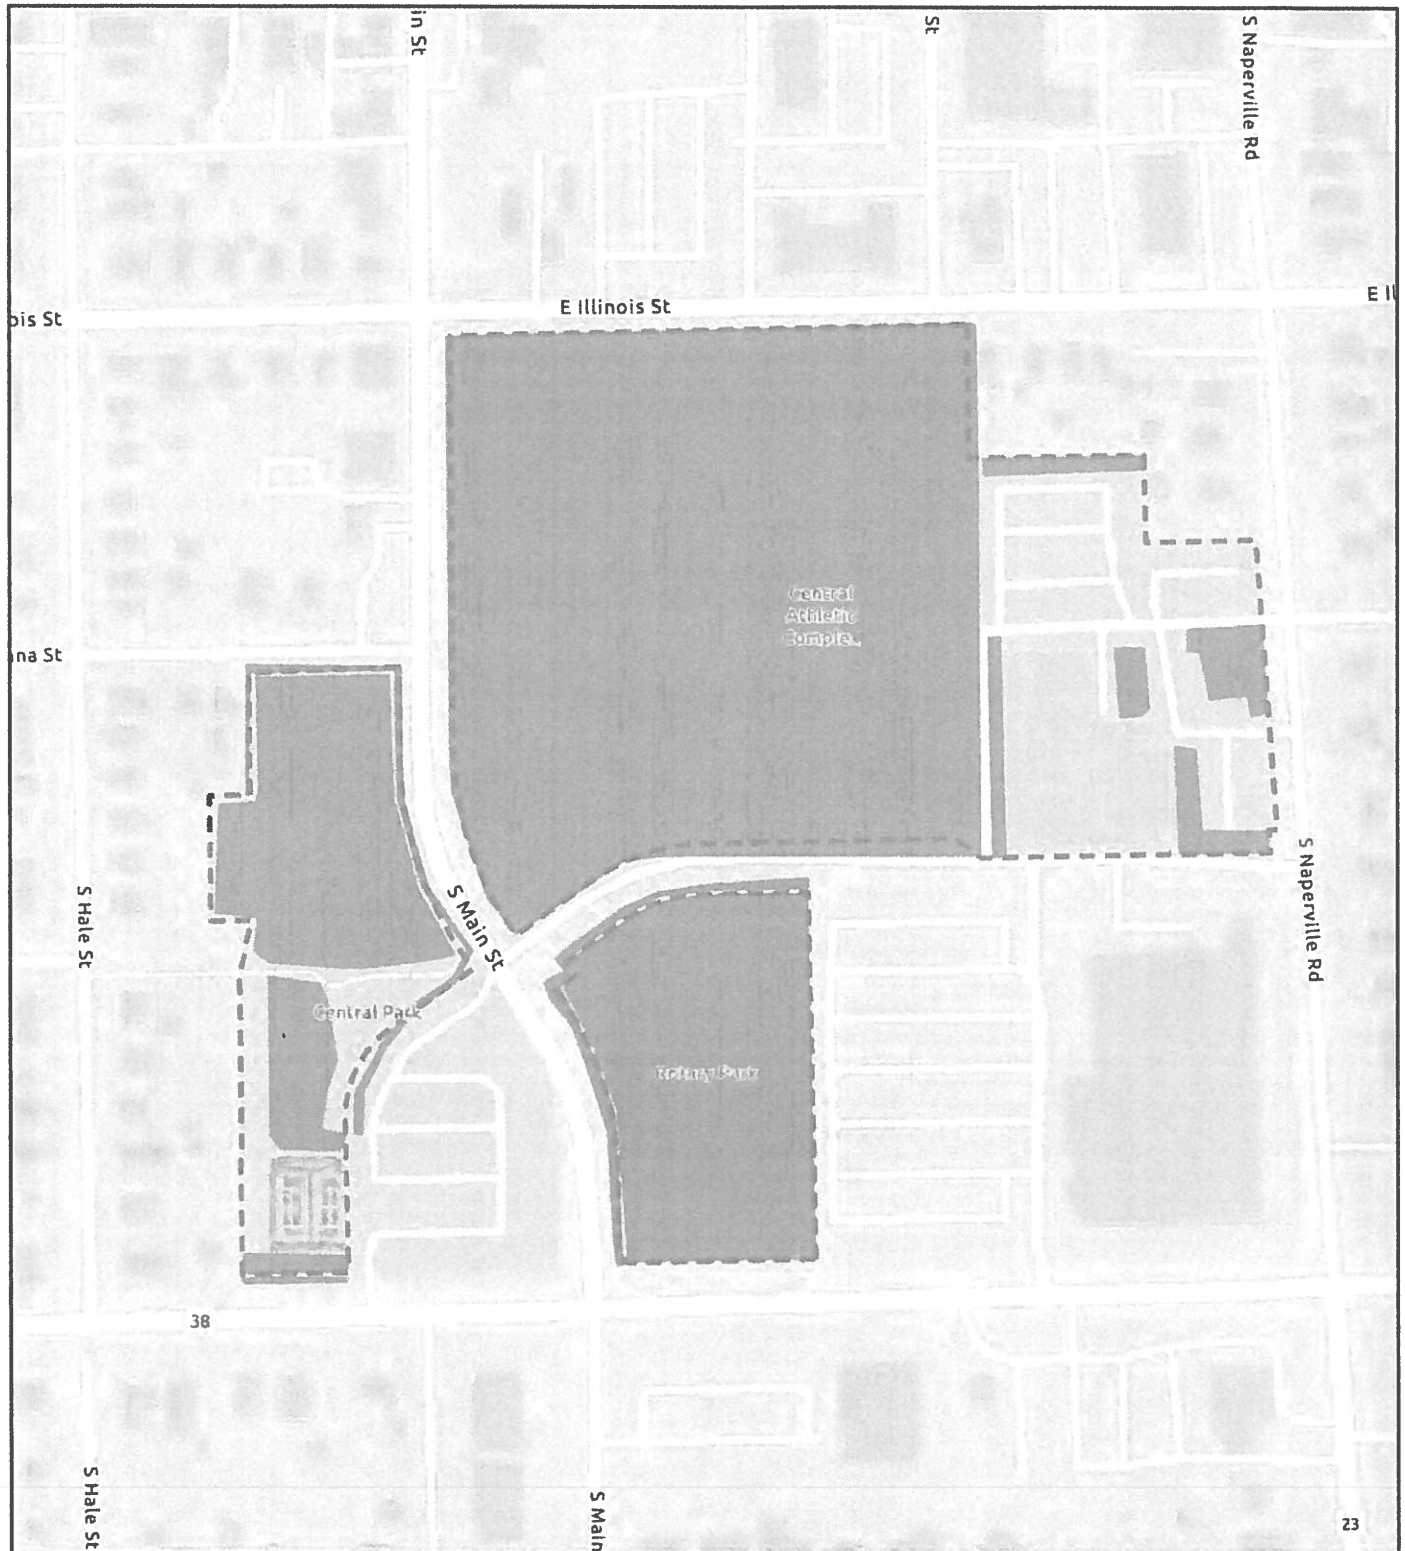 in St
St
S Naperville Rd
E Illinois St
E Il
ois St
Central
Athletic
Comple...
na St
S Main St
S Hale St
S Naperville Rd
Central Park
Rotary Park
38
S Hale St
S Main
23